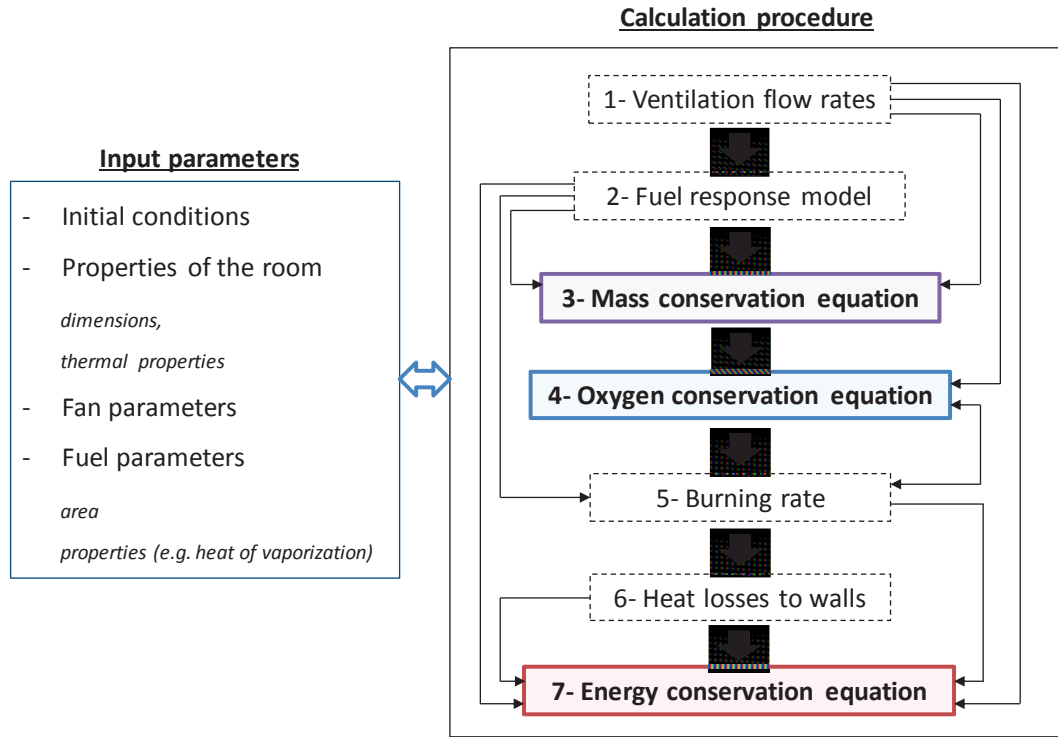 Calculation procedure
1- Ventilation flow rates
Input parameters
- Initial conditions
- Properties of the room
dimensions,
thermal properties
- Fan parameters
- Fuel parameters
area
properties (e.g. heat of vaporization)
2- Fuel response model
3- Mass conservation equation
4- Oxygen conservation equation
5- Burning rate
6- Heat losses to walls
7- Energy conservation equation